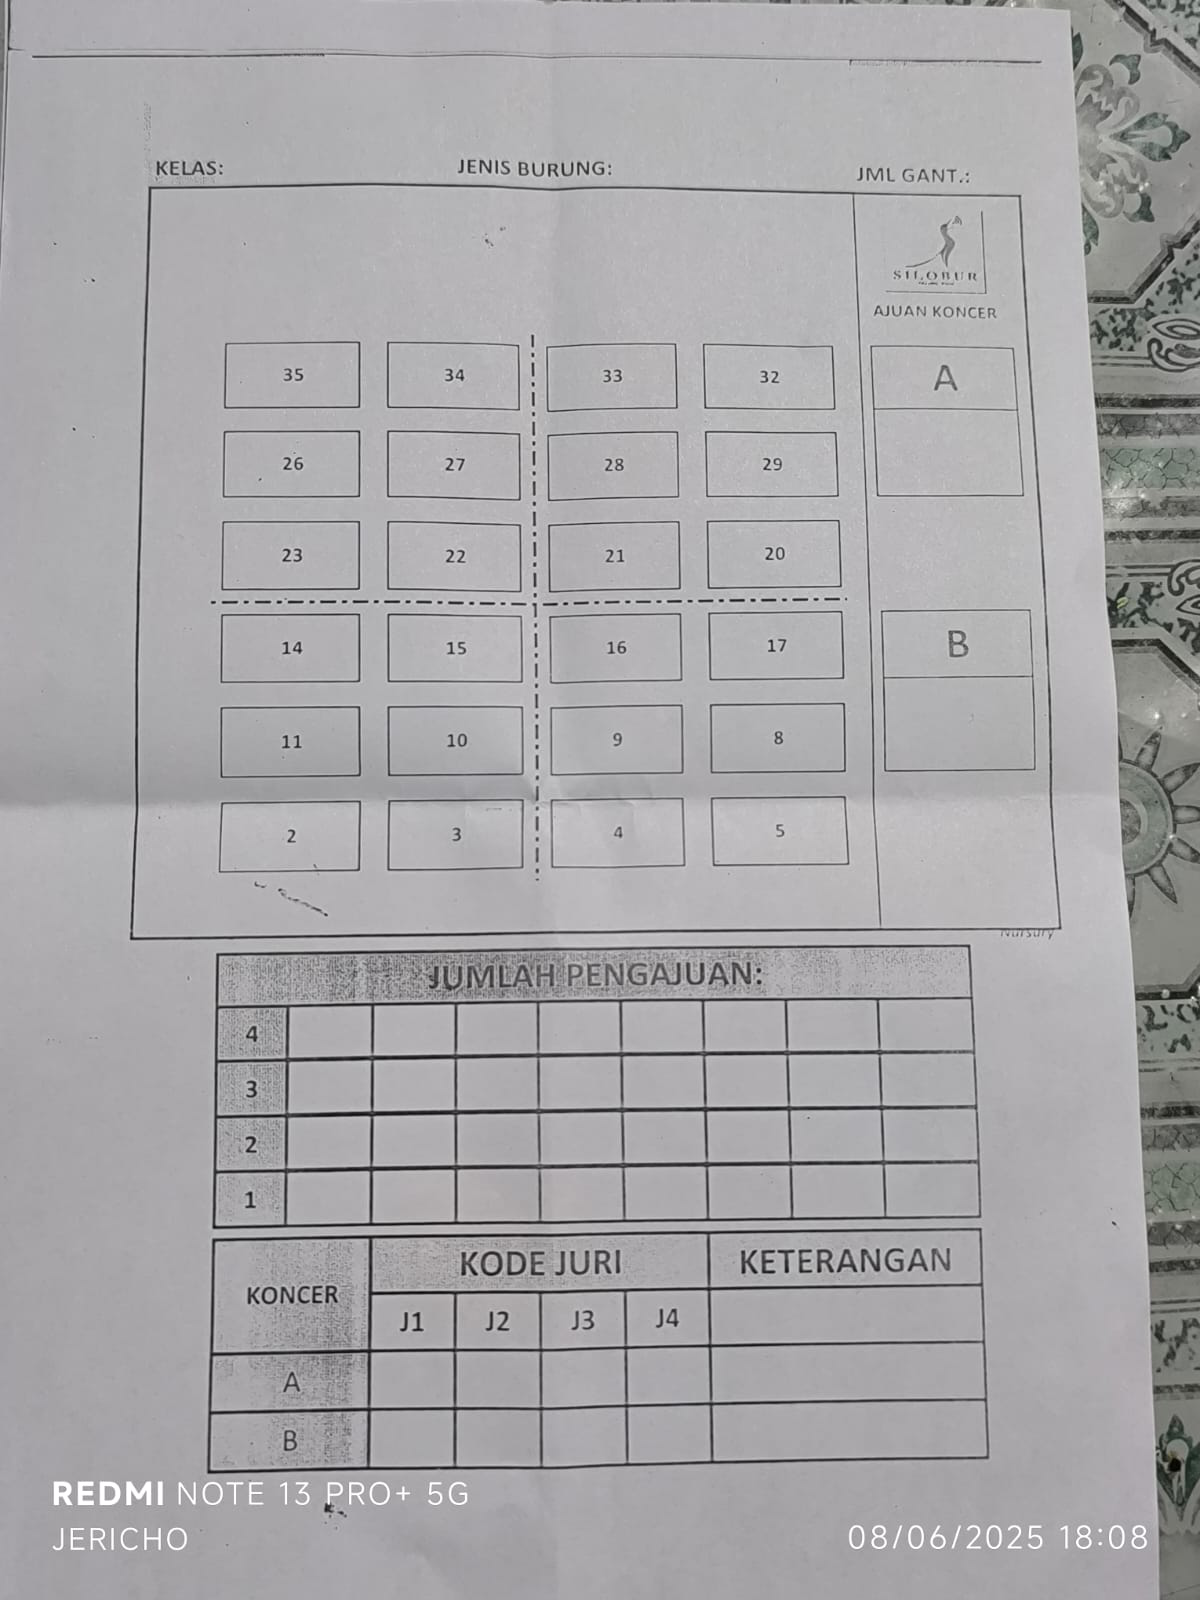 KELAS: JENIS BURUNG: JML GANT.:
SILOBUR
AJUAN KONCER
35 34 33 32 A
26 27 28 29
23 22 21 20
14 15 16 17 B
11 10 9 8
2 3 4 5
Nursury
JUMLAH PENGAJUAN:
4
3
2
1
KONCER KODE JURI KETERANGAN
J1 J2 J3 J4
A
B
REDMI NOTE 13 PRO+ 5G
JERICHO 08/06/2025 18:08